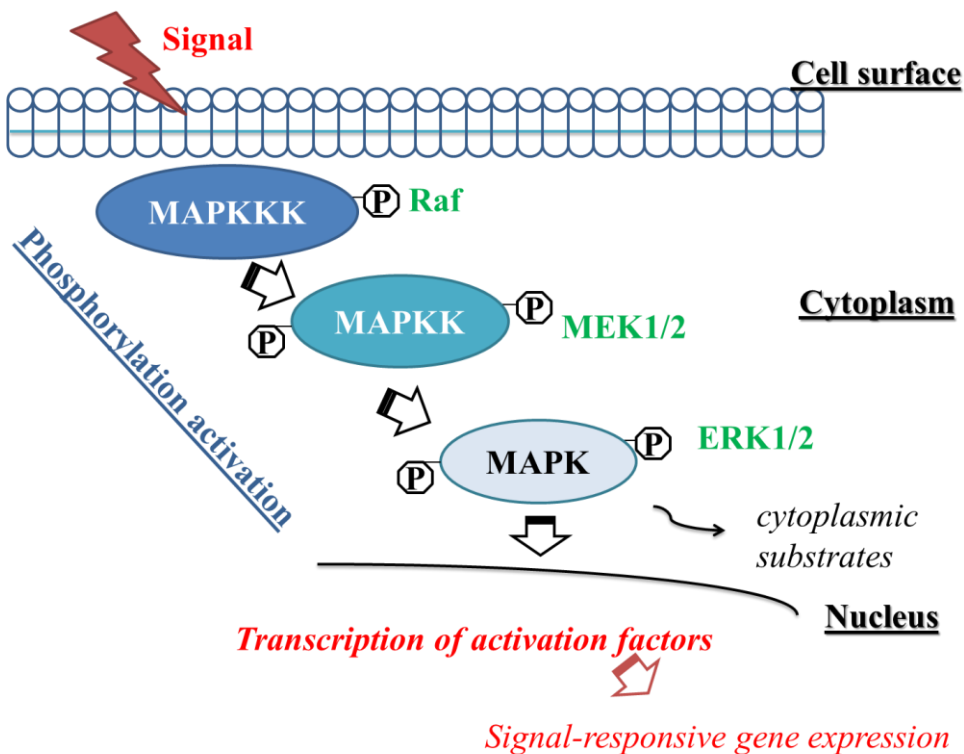 Signal
Cell surface
MAPKKK
P
Raf
Phosphorylation activation
MAPKK
P
P
MEK1/2
Cytoplasm
MAPK
P
P
ERK1/2
cytoplasmic
substrates
Nucleus
Transcription of activation factors
Signal-responsive gene expression